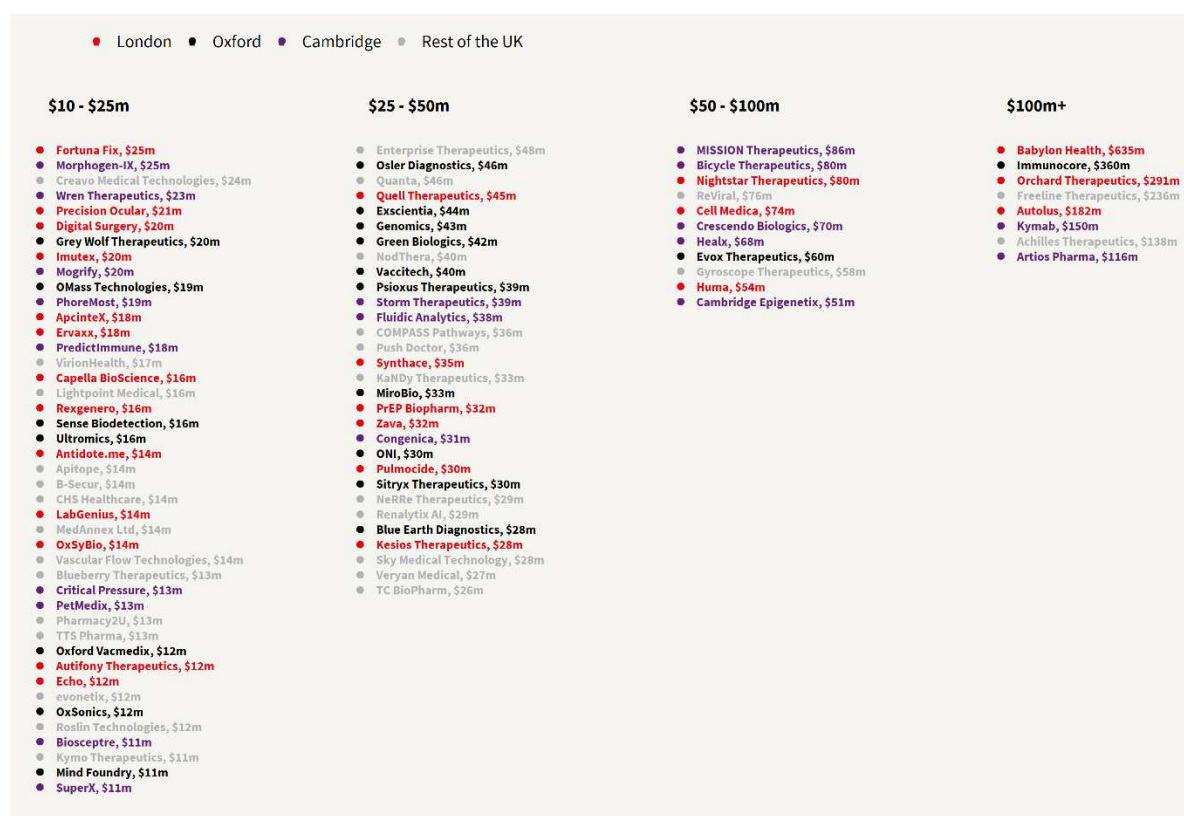 London Oxford Cambridge Rest of the UK
$10 - $25m
Fortuna Fix, $25m
Morphogen-IX, $25m
Creavo Medical Technologies, $24m
Wren Therapeutics, $23m
Precision Ocular, $21m
Digital Surgery, $20m
Grey Wolf Therapeutics, $20m
Imutex, $20m
Mogrify, $20m
OMass Technologies, $19m
PhoreMost, $19m
ApcinteX, $18m
Ervaxx, $18m
PredictImmune, $18m
VirionHealth, $17m
Capella BioScience, $16m
Lightpoint Medical, $16m
Rexgenero, $16m
Sense Biodetection, $16m
Ultromics, $16m
Antidote.me, $14m
Apitope, $14m
B-Secur, $14m
CHS Healthcare, $14m
LabGenius, $14m
MedAnnex Ltd, $14m
OxSyBio, $14m
Vascular Flow Technologies, $14m
Blueberry Therapeutics, $13m
Critical Pressure, $13m
PetMedix, $13m
Pharmacy2U, $13m
TTS Pharma, $13m
Oxford Vacmedix, $12m
Autifony Therapeutics, $12m
Echo, $12m
evonetix, $12m
OxSonics, $12m
Roslin Technologies, $12m
Biosceptre, $11m
Kymo Therapeutics, $11m
Mind Foundry, $11m
SuperX, $11m
$25 - $50m
Enterprise Therapeutics, $48m
Osler Diagnostics, $46m
Quanta, $46m
Quell Therapeutics, $45m
Exscientia, $44m
Genomics, $43m
Green Biologics, $42m
NodThera, $40m
Vaccitech, $40m
Psioxus Therapeutics, $39m
Storm Therapeutics, $39m
Fluidic Analytics, $38m
COMPASS Pathways, $36m
Push Doctor, $36m
Synthace, $35m
KaNDy Therapeutics, $33m
MiroBio, $33m
PrEP Biopharm, $32m
Zava, $32m
Congenica, $31m
ONI, $30m
Pulmocide, $30m
Sitryx Therapeutics, $30m
NeRRe Therapeutics, $29m
Renalytix AI, $29m
Blue Earth Diagnostics, $28m
Kesios Therapeutics, $28m
Sky Medical Technology, $28m
Veryan Medical, $27m
TC BioPharm, $26m
$50 - $100m
MISSION Therapeutics, $86m
Bicycle Therapeutics, $80m
Nightstar Therapeutics, $80m
ReViral, $76m
Cell Medica, $74m
Crescendo Biologics, $70m
Healx, $68m
Evox Therapeutics, $60m
Gyroscope Therapeutics, $58m
Huma, $54m
Cambridge Epigenetix, $51m
$100m+
Babylon Health, $635m
Immunocore, $360m
Orchard Therapeutics, $291m
Freeline Therapeutics, $236m
Autolus, $182m
Kymab, $150m
Achilles Therapeutics, $138m
Artios Pharma, $116m